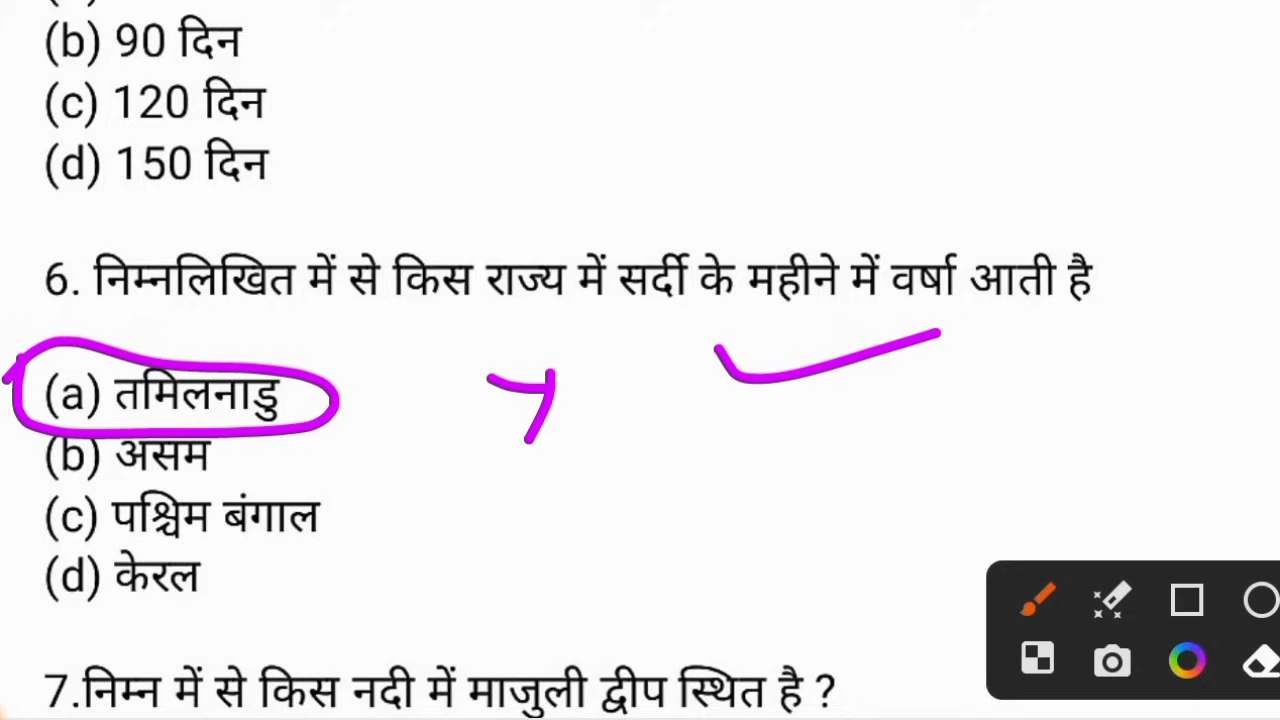 (b) 90 दिन
(c) 120 दिन
(d) 150 दिन
6. निम्नलिखित में से किस राज्य में सर्दी के महीने में वर्षा आती है
(a) तमिलनाडु
(b) असम
(c) पश्चिम बंगाल
(d) केरल
7.निम्न में से किस नदी में माजुली द्वीप स्थित है ?